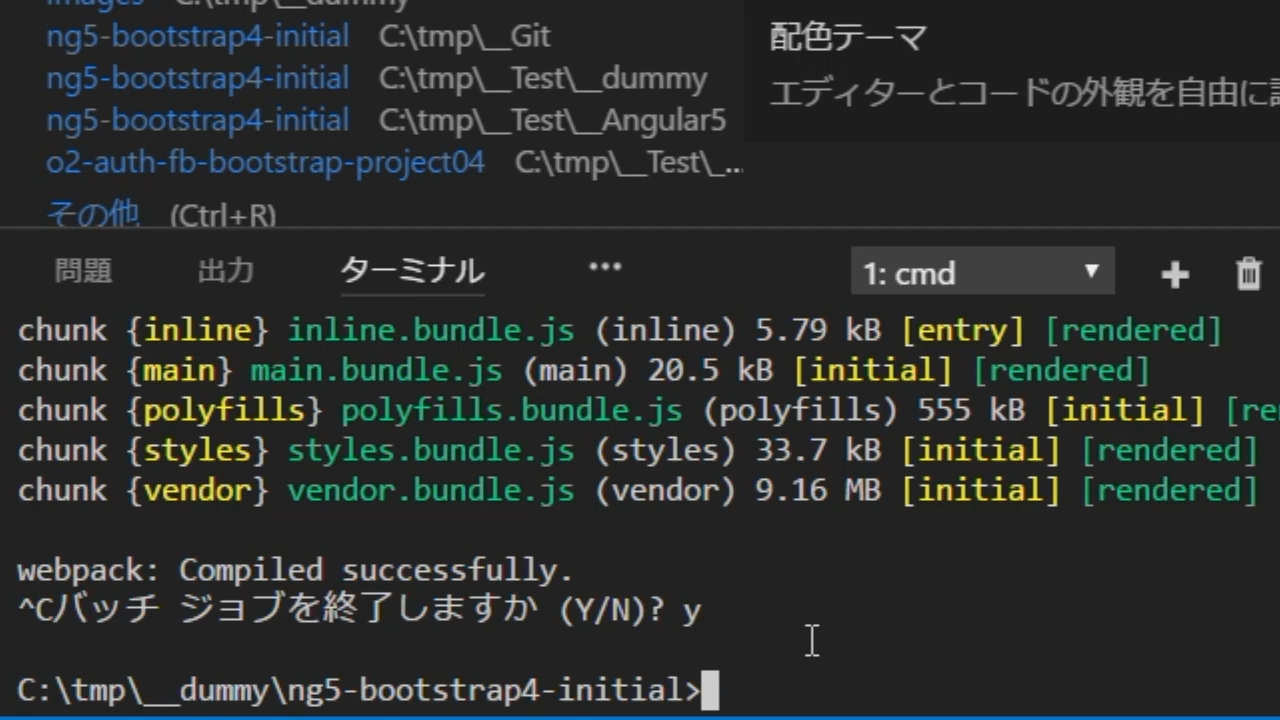 images C:\tmp\__dummy
ng5-bootstrap4-initial C:\tmp\__Git
ng5-bootstrap4-initial C:\tmp\__Test\__dummy
ng5-bootstrap4-initial C:\tmp\__Test\__Angular5
o2-auth-fb-bootstrap-project04 C:\tmp\__Test\_...
その他 (Ctrl+R)
配色テーマ
エディターとコードの外観を自由に
問題 出力 ターミナル ··· 1: cmd
chunk {inline} inline.bundle.js (inline) 5.79 kB [entry] [rendered]
chunk {main} main.bundle.js (main) 20.5 kB [initial] [rendered]
chunk {polyfills} polyfills.bundle.js (polyfills) 555 kB [initial] [re
chunk {styles} styles.bundle.js (styles) 33.7 kB [initial] [rendered]
chunk {vendor} vendor.bundle.js (vendor) 9.16 MB [initial] [rendered]
webpack: Compiled successfully.
^Cバッチ ジョブを終了しますか (Y/N)? y
C:\tmp\__dummy\ng5-bootstrap4-initial>